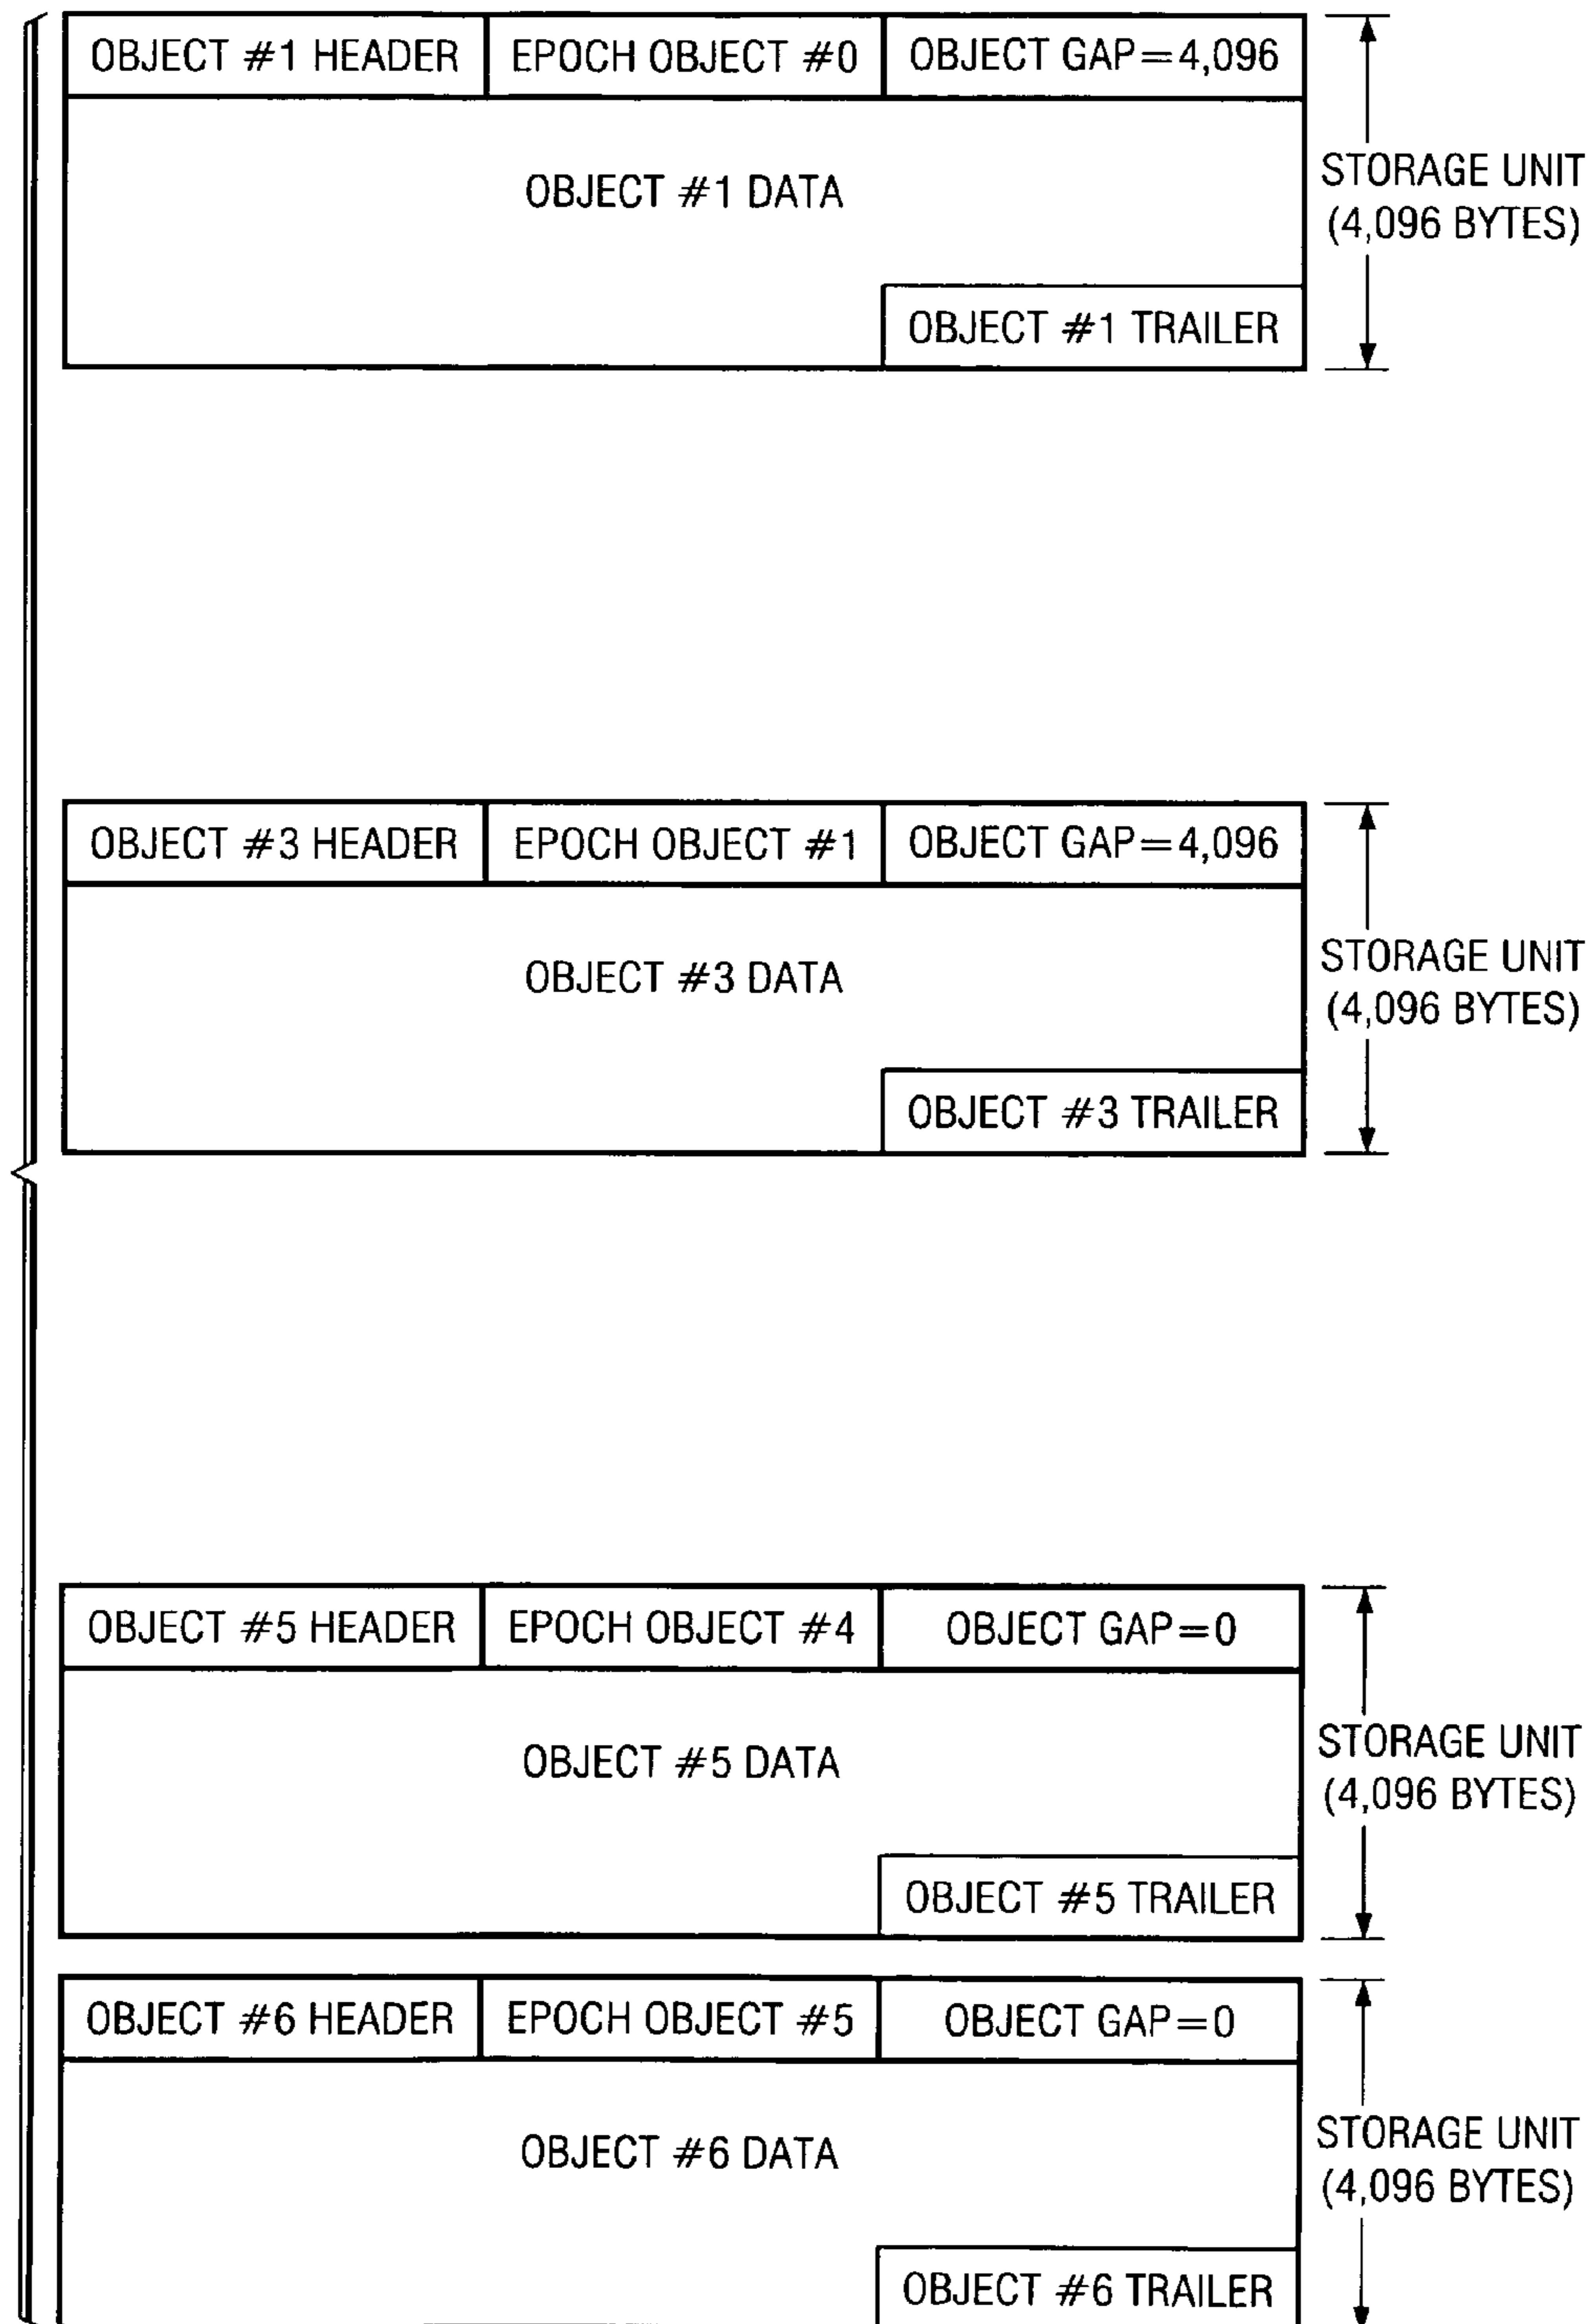 OBJECT #1 HEADER EPOCH OBJECT #0 OBJECT GAP=4,096
OBJECT #1 DATA
STORAGE UNIT
(4,096 BYTES)
OBJECT #1 TRAILER
OBJECT #3 HEADER EPOCH OBJECT #1 OBJECT GAP=4,096
OBJECT #3 DATA
STORAGE UNIT
(4,096 BYTES)
OBJECT #3 TRAILER
OBJECT #5 HEADER EPOCH OBJECT #4 OBJECT GAP=0
OBJECT #5 DATA
STORAGE UNIT
(4,096 BYTES)
OBJECT #5 TRAILER
OBJECT #6 HEADER EPOCH OBJECT #5 OBJECT GAP=0
OBJECT #6 DATA
STORAGE UNIT
(4,096 BYTES)
OBJECT #6 TRAILER